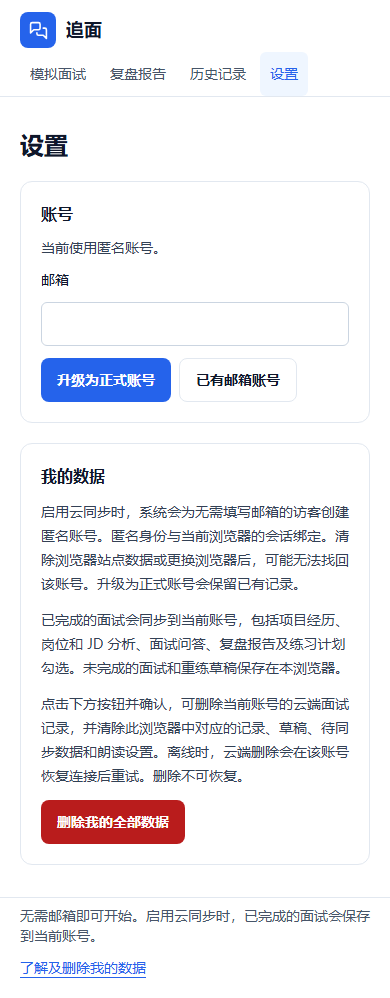 追面
模拟面试 复盘报告 历史记录 设置
设置
账号
当前使用匿名账号。
邮箱
升级为正式账号 已有邮箱账号
我的数据
启用云同步时，系统会为无需填写邮箱的访客创建
匿名账号。匿名身份与当前浏览器的会话绑定。清
除浏览器站点数据或更换浏览器后，可能无法找回
该账号。升级为正式账号会保留已有记录。
已完成的面试会同步到当前账号，包括项目经历、
岗位和 JD 分析、面试问答、复盘报告及练习计划
勾选。未完成的面试和重练草稿保存在本浏览器。
点击下方按钮并确认，可删除当前账号的云端面试
记录，并清除此浏览器中对应的记录、草稿、待同
步数据和朗读设置。离线时，云端删除会在该账号
恢复连接后重试。删除不可恢复。
删除我的全部数据
无需邮箱即可开始。启用云同步时，已完成的面试会保存
到当前账号。
了解及删除我的数据